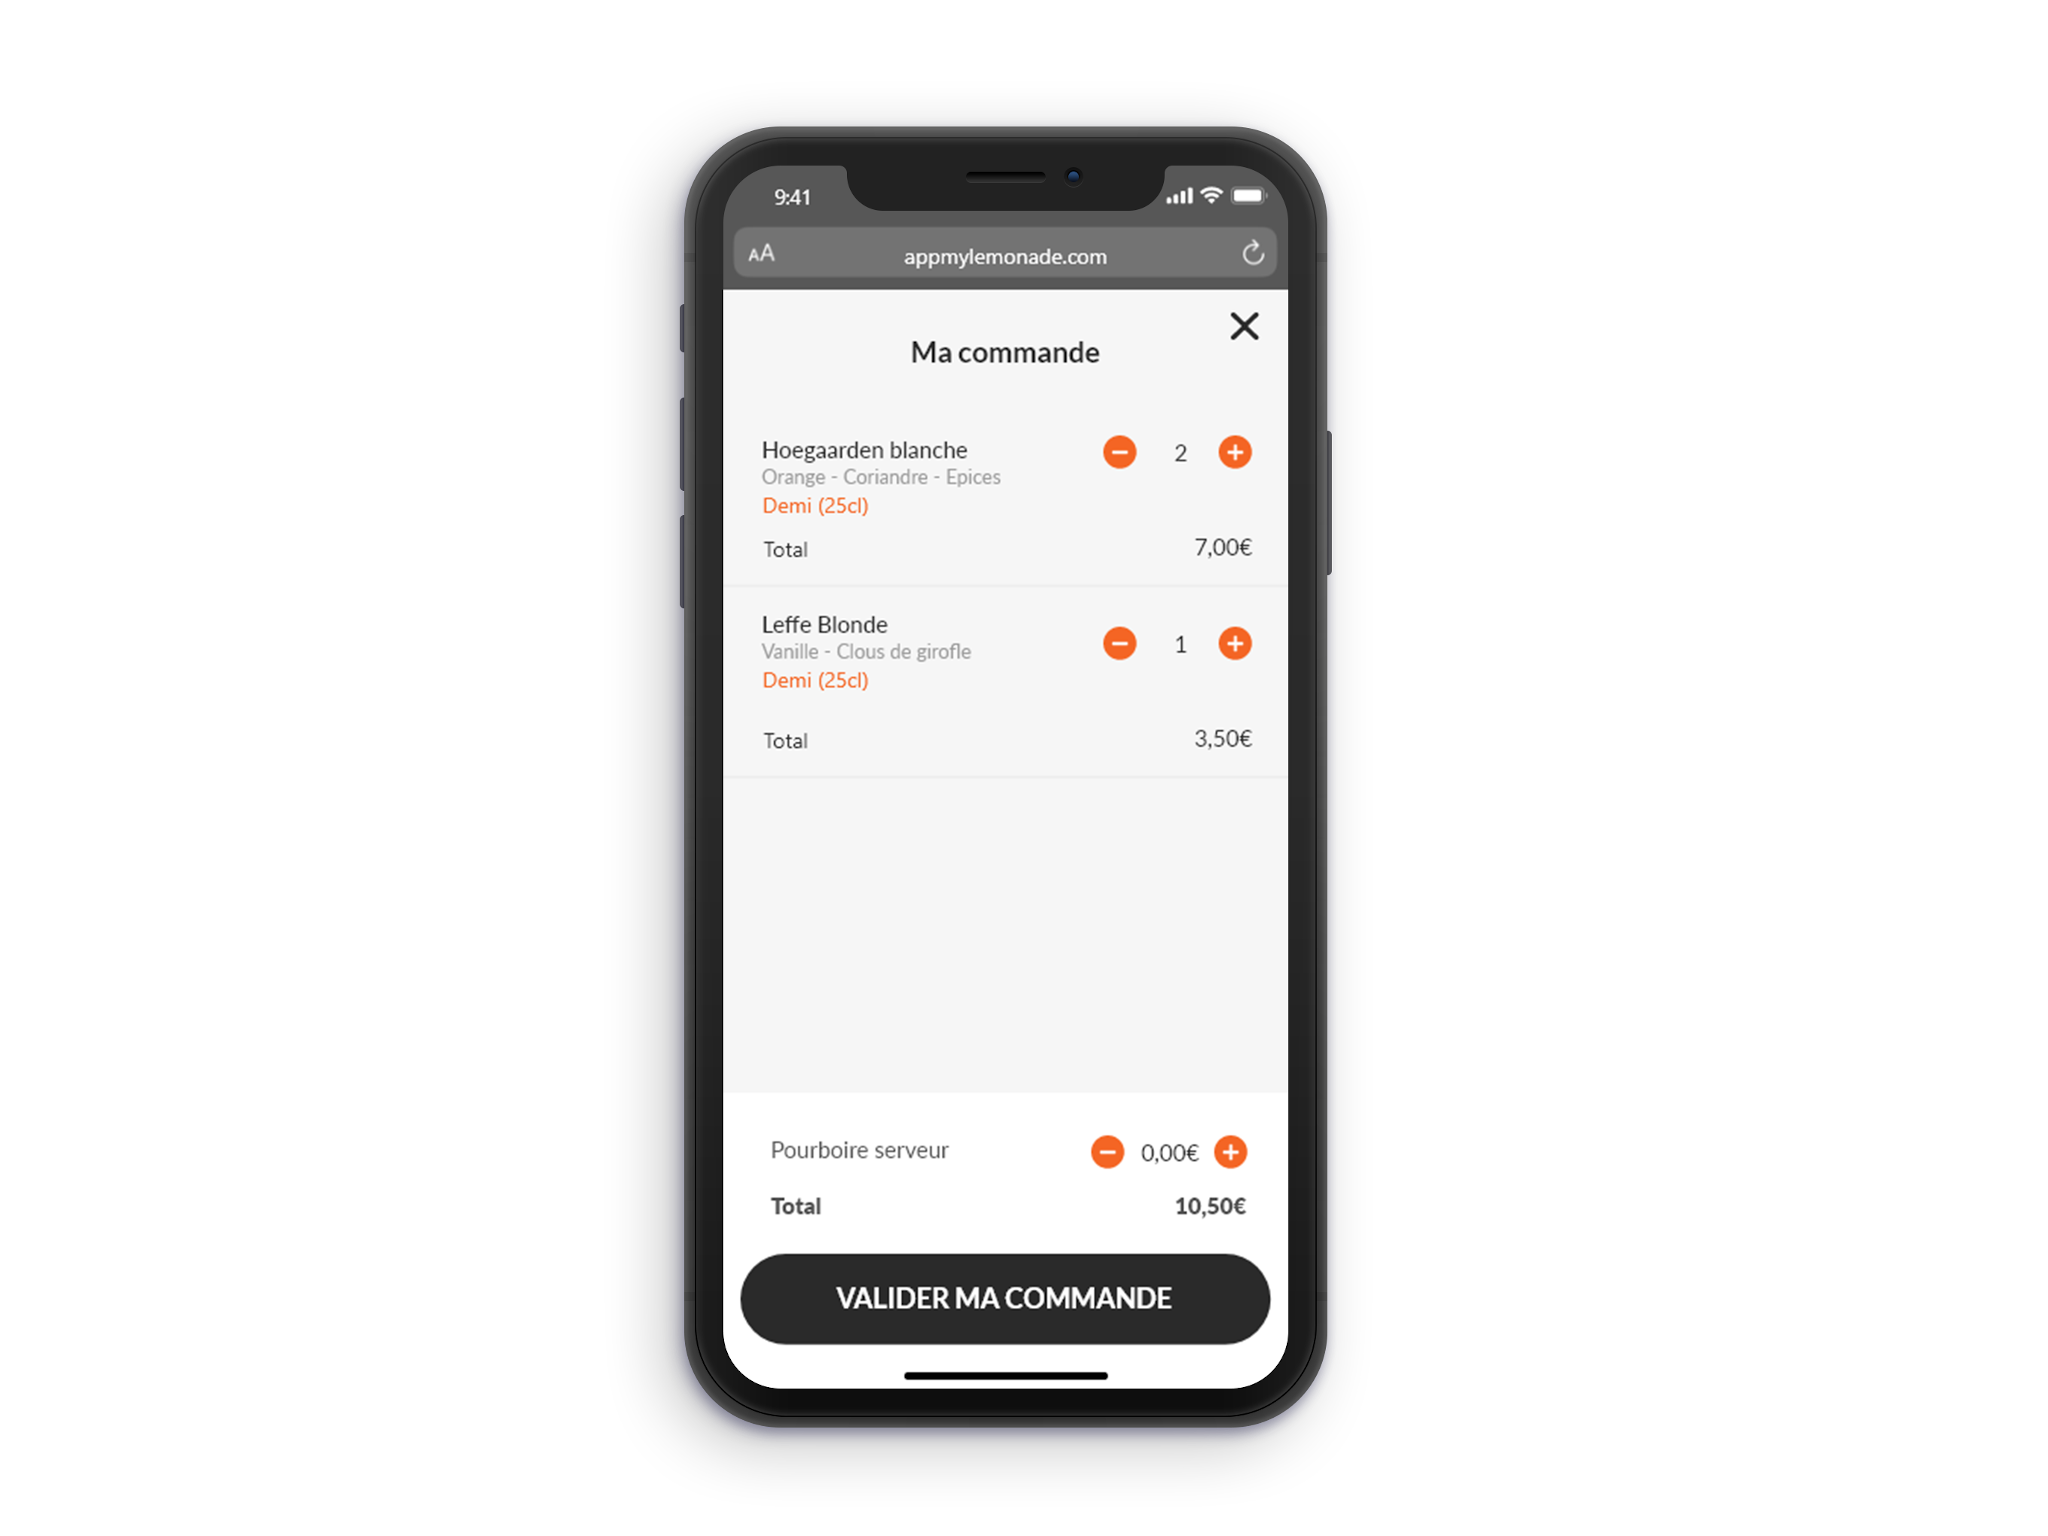 9:41
AA appmylemonade.com
Ma commande
Hoegaarden blanche 2
Orange - Coriandre - Epices
Demi (25cl)
Total 7,00€
Leffe Blonde 1
Vanille - Clous de girofle
Demi (25cl)
Total 3,50€
Pourboire serveur 0,00€
Total 10,50€
VALIDER MA COMMANDE